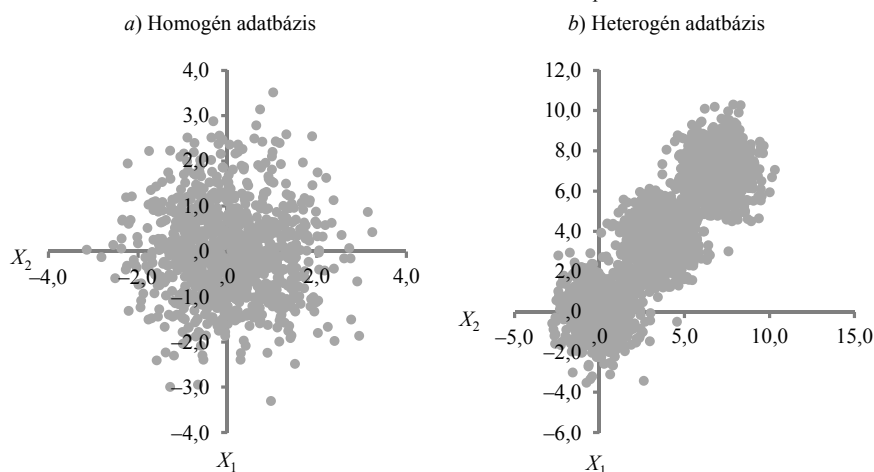 a) Homogén adatbázis
4,0
3,0
2,0
1,0
,0
–1,0
–2,0
–3,0
–4,0
X2
–4,0 –2,0 ,0 2,0 4,0
X1
b) Heterogén adatbázis
12,0
10,0
8,0
6,0
4,0
2,0
,0
–2,0
–4,0
–6,0
X2
–5,0 ,0 5,0 10,0 15,0
X1